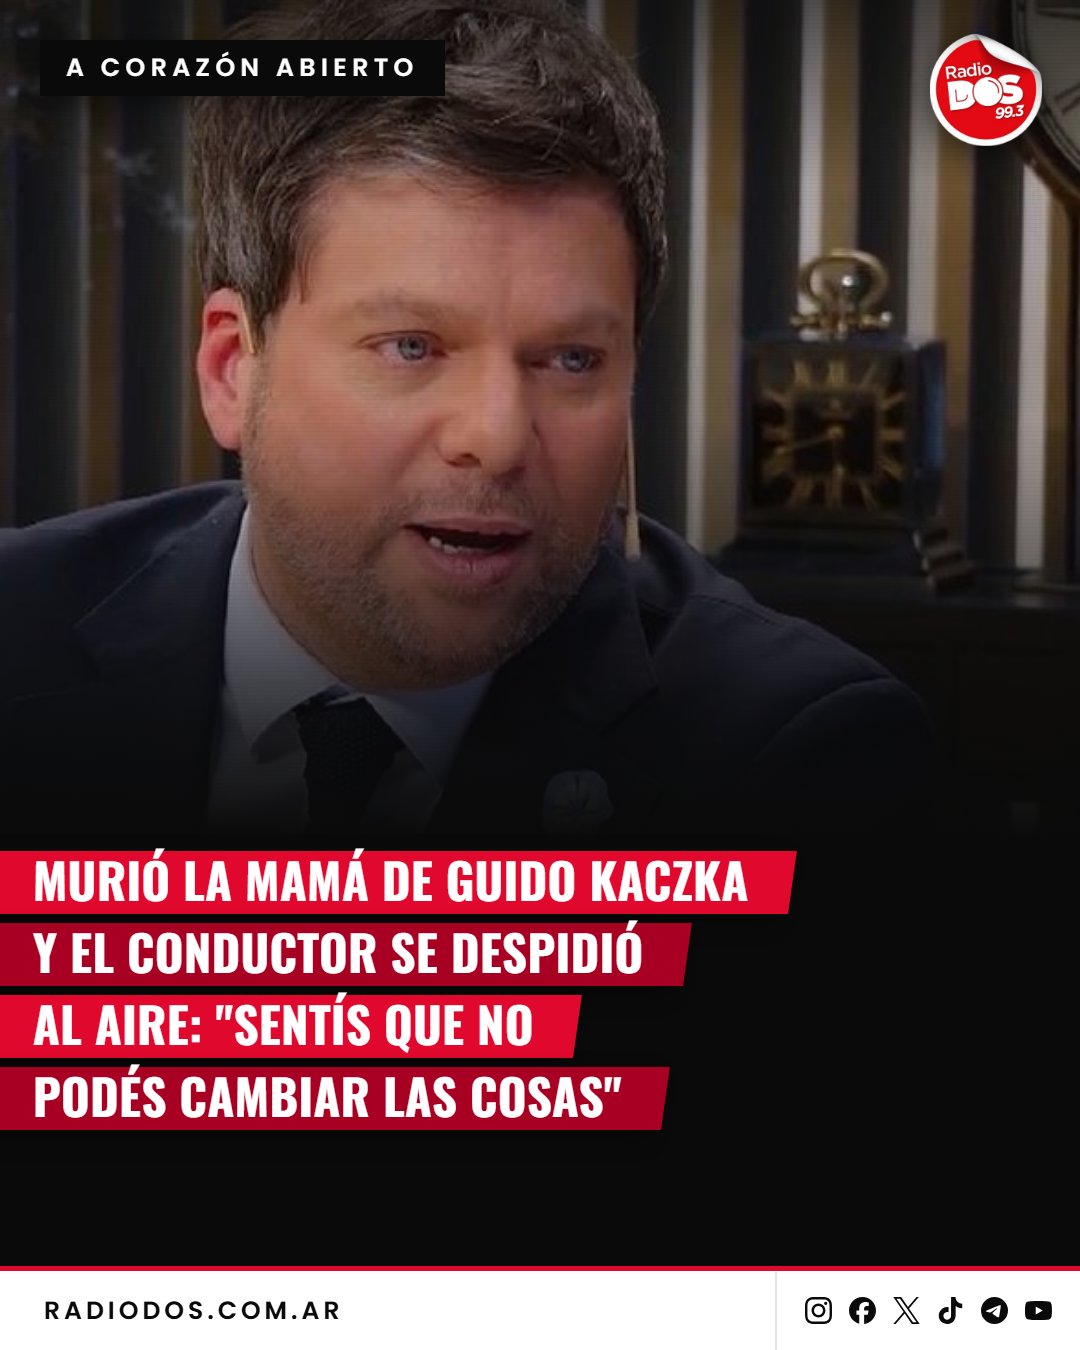 A CORAZÓN ABIERTO
Radio
DOS
99.3
MURIÓ LA MAMÁ DE GUIDO KACZKA
Y EL CONDUCTOR SE DESPIDIÓ
AL AIRE: "SENTÍS QUE NO
PODÉS CAMBIAR LAS COSAS"
RADIODOS.COM.AR